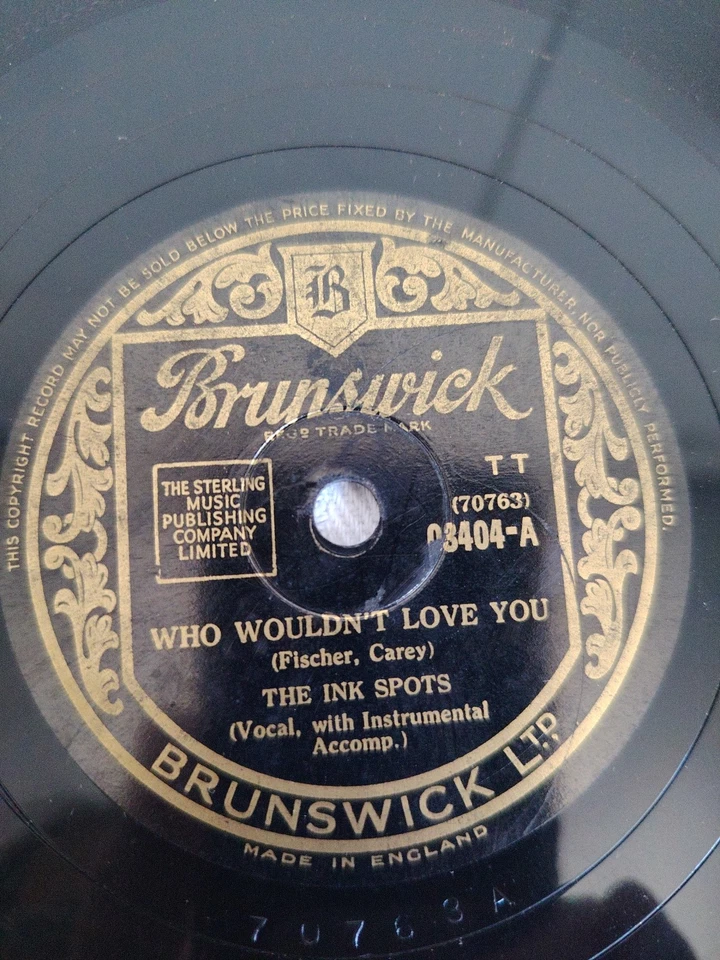 THIS COPYRIGHT RECORD MAY NOT BE SOLD BELOW THE PRICE FIXED BY THE MANUFACTURER, NOR PUBLICLY PERFORMED.
B
Brunswick
REGD TRADE MARK
THE STERLING
MUSIC
PUBLISHING
COMPANY
LIMITED
TT
(70763)
03404-A
WHO WOULDN'T LOVE YOU
(Fischer, Carey)
THE INK SPOTS
(Vocal, with Instrumental
Accomp.)
BRUNSWICK LTD
MADE IN ENGLAND
70763A